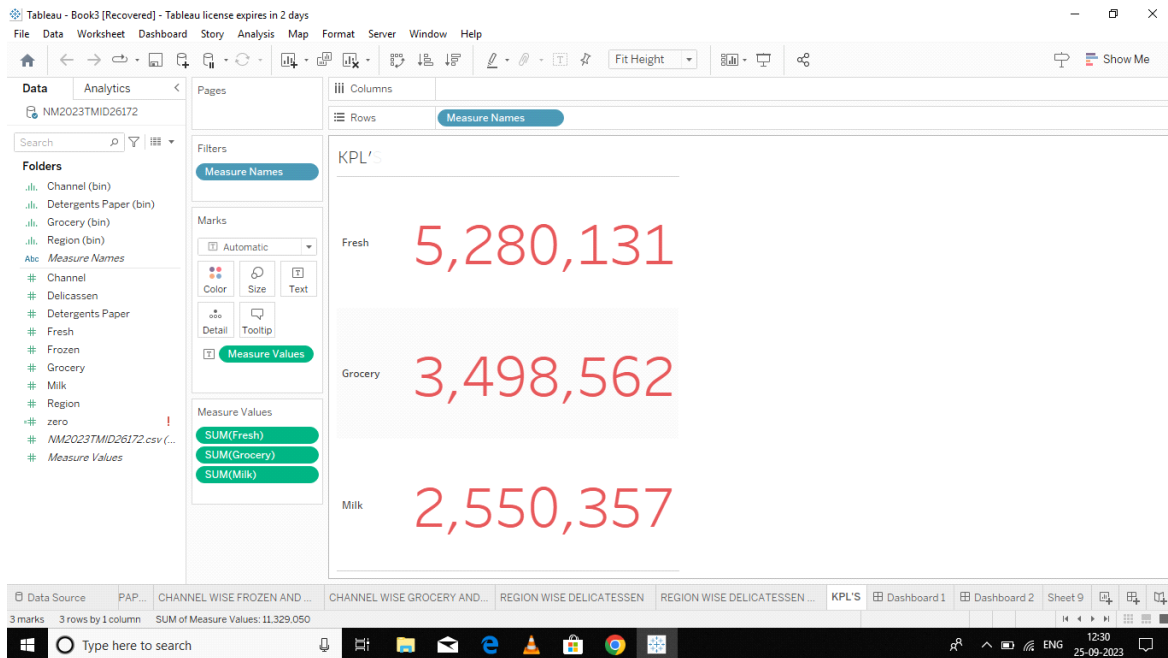 Tableau - Book3 [Recovered] - Tableau license expires in 2 days
File Data Worksheet Dashboard Story Analysis Map Format Server Window Help
Fit Height
Show Me
Data Analytics
NM2023TMID26172
Search
Folders
Channel (bin)
Detergents Paper (bin)
Grocery (bin)
Region (bin)
Abc Measure Names
# Channel
# Delicassen
# Detergents Paper
# Fresh
# Frozen
# Grocery
# Milk
# Region
=# zero !
# NM2023TMID26172.csv (...
# Measure Values
Pages
Filters
Measure Names
Marks
T Automatic
Color Size Text
Detail Tooltip
T Measure Values
Measure Values
SUM(Fresh)
SUM(Grocery)
SUM(Milk)
iii Columns
Rows Measure Names
KPL'S
Fresh 5,280,131
Grocery 3,498,562
Milk 2,550,357
Data Source PAP... CHANNEL WISE FROZEN AND ... CHANNEL WISE GROCERY AND... REGION WISE DELICATESSEN REGION WISE DELICATESSEN ... KPL'S Dashboard 1 Dashboard 2 Sheet 9
3 marks 3 rows by 1 column SUM of Measure Values: 11,329,050
Type here to search
ENG 12:30
25-09-2023